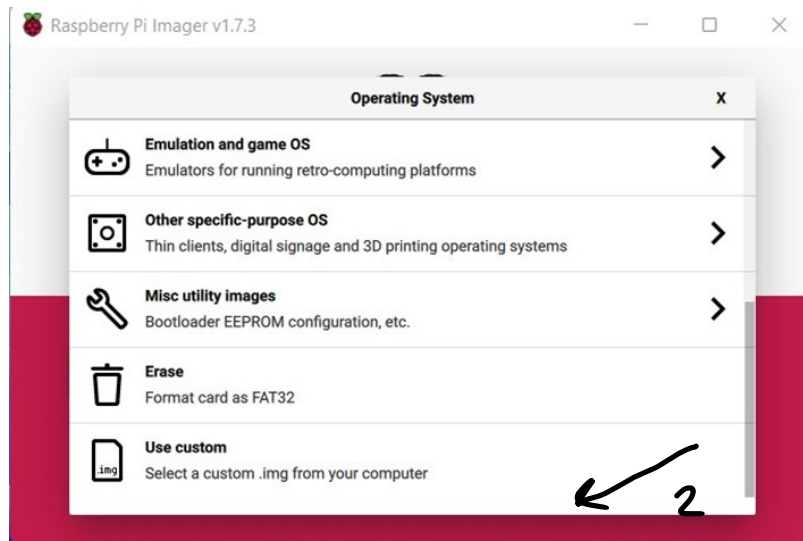 Raspberry Pi Imager v1.7.3
Operating System X
Emulation and game OS
Emulators for running retro-computing platforms
Other specific-purpose OS
Thin clients, digital signage and 3D printing operating systems
Misc utility images
Bootloader EEPROM configuration, etc.
Erase
Format card as FAT32
Use custom
.img
Select a custom .img from your computer
2